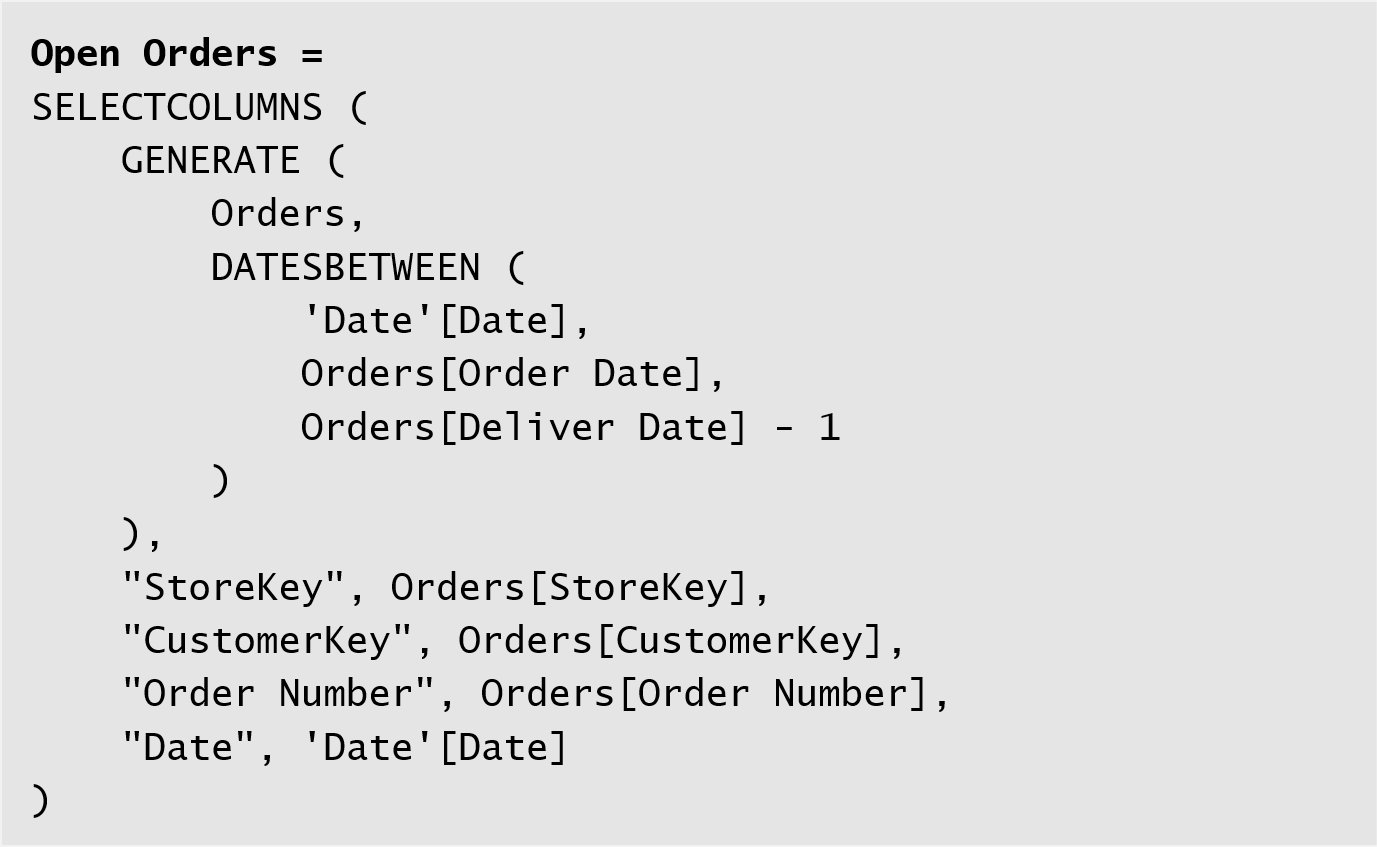 Open Orders =
SELECTCOLUMNS (
    GENERATE (
        Orders,
        DATESBETWEEN (
            'Date'[Date],
            Orders[Order Date],
            Orders[Deliver Date] - 1
        )
    ),
    "StoreKey", Orders[StoreKey],
    "CustomerKey", Orders[CustomerKey],
    "Order Number", Orders[Order Number],
    "Date", 'Date'[Date]
)